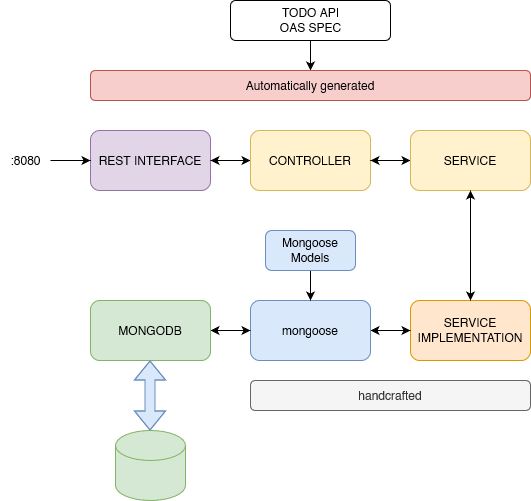 TODO API
OAS SPEC
Automatically generated
:8080
REST INTERFACE
CONTROLLER
SERVICE
Mongoose
Models
MONGODB
mongoose
SERVICE
IMPLEMENTATION
handcrafted